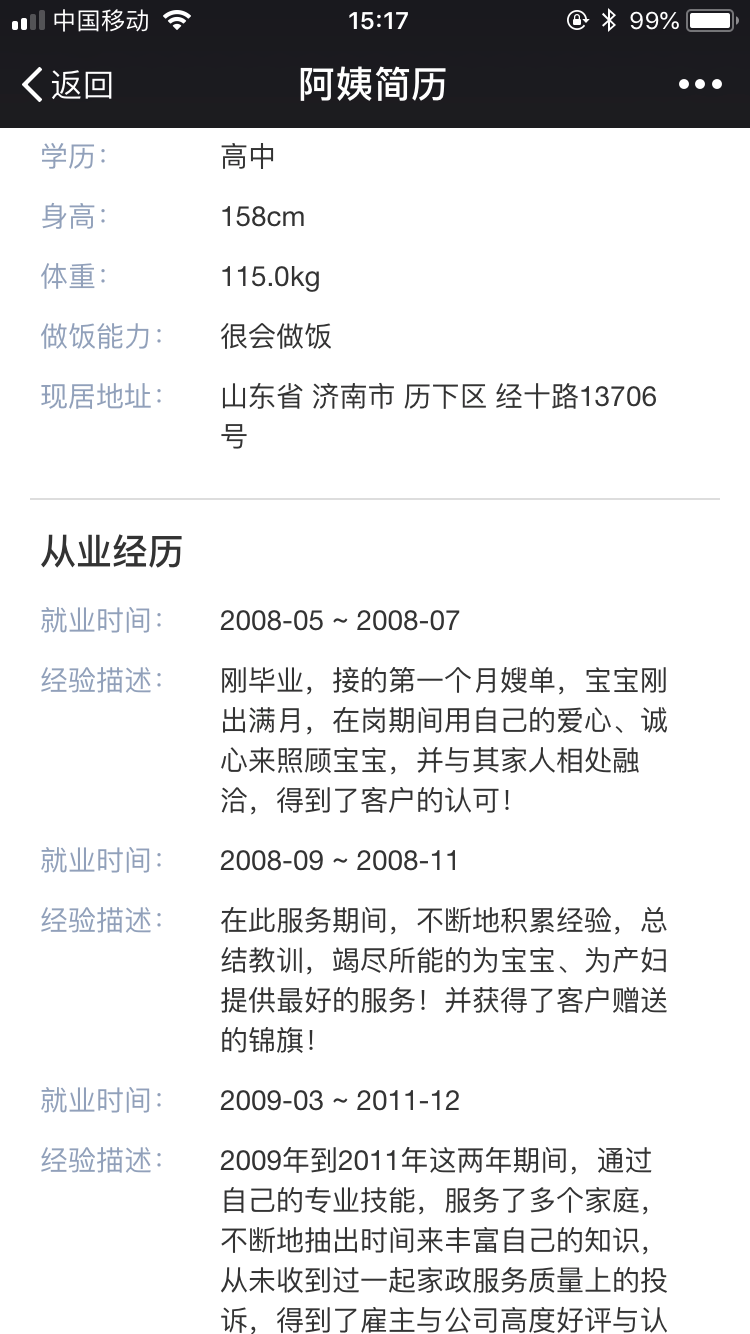 中国移动 15:17 99%
返回 阿姨简历
学历： 高中
身高： 158cm
体重： 115.0kg
做饭能力： 很会做饭
现居地址： 山东省 济南市 历下区 经十路13706
号
从业经历
就业时间： 2008-05 ~ 2008-07
经验描述： 刚毕业，接的第一个月嫂单，宝宝刚
出满月，在岗期间用自己的爱心、诚
心来照顾宝宝，并与其家人相处融
洽，得到了客户的认可！
就业时间： 2008-09 ~ 2008-11
经验描述： 在此服务期间，不断地积累经验，总
结教训，竭尽所能的为宝宝、为产妇
提供最好的服务！并获得了客户赠送
的锦旗！
就业时间： 2009-03 ~ 2011-12
经验描述： 2009年到2011年这两年期间，通过
自己的专业技能，服务了多个家庭，
不断地抽出时间来丰富自己的知识，
从未收到过一起家政服务质量上的投
诉，得到了雇主与公司高度好评与认